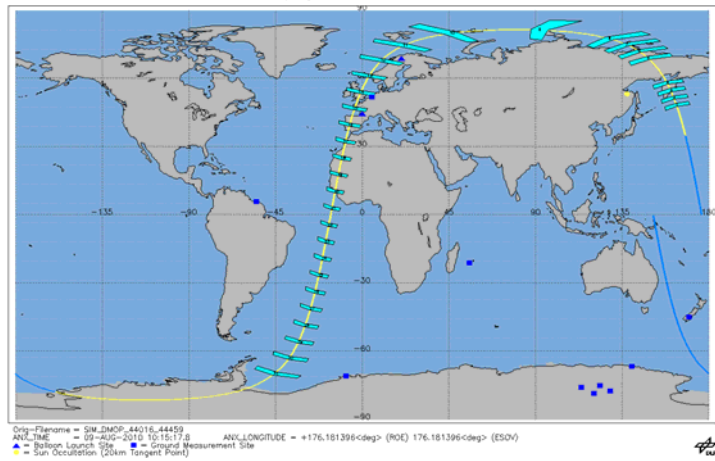 90
60
30
-135
-90
-45
0
45
90
135
180
-30
-60
-90
Orig-Filename = SIM_DMOP_44016_44459
ANX_TIME = 09-AUG-2010 10:15:17.8 ANX_LONGITUDE = +176.181396<deg> (ROE) 176.181396<deg> (ESOV)
= Balloon Launch Site = Ground Measurement Site
= Sun Occultation (20km Tangent Point)
DLR